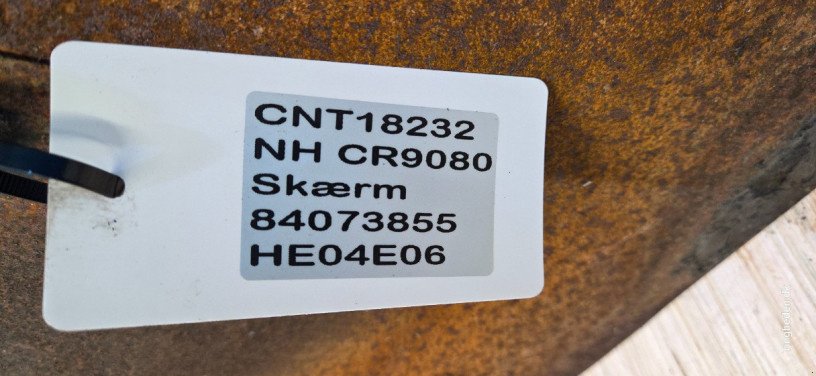 CNT18232
NH CR9080
Skærm
84073855
HE04E06